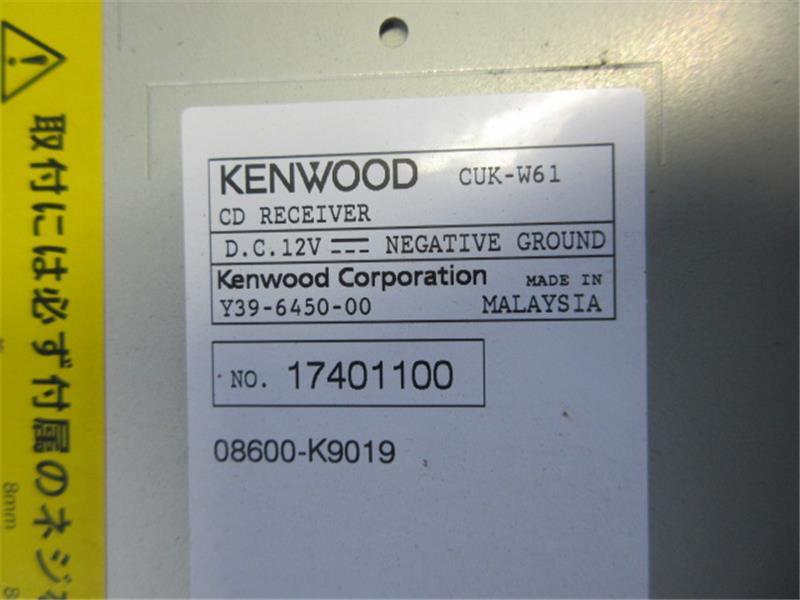 KENWOOD CUK-W61
CD RECEIVER
D.C.12V NEGATIVE GROUND
Kenwood Corporation MADE IN
Y39-6450-00 MALAYSIA
NO. 17401100
08600-K9019
取付には必ず付属のネジ
8mm